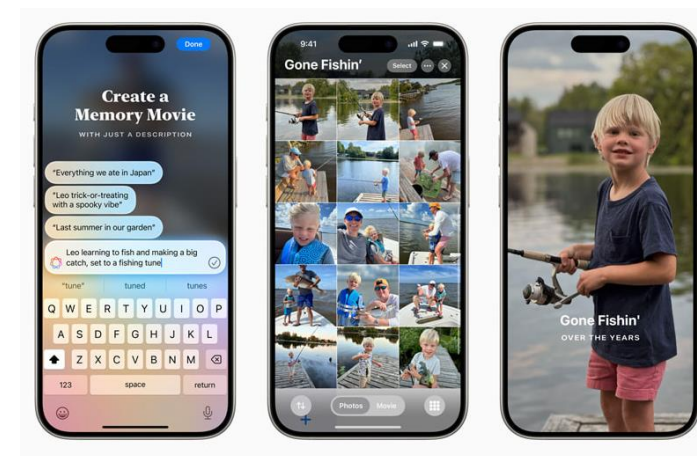 Done
Create a
Memory Movie
WITH JUST A DESCRIPTION
“Everything we ate in Japan”
“Leo trick-or-treating
with a spooky vibe”
“Last summer in our garden”
Leo learning to fish and making a big
catch, set to a fishing tune
“tune”
tuned
tunes
Q W E R T Y U I O P
A S D F G H J K L
Z X C V B N M
123
space
return
9:41
Gone Fishin’
Select
Photos
Movie
Gone Fishin'
OVER THE YEARS